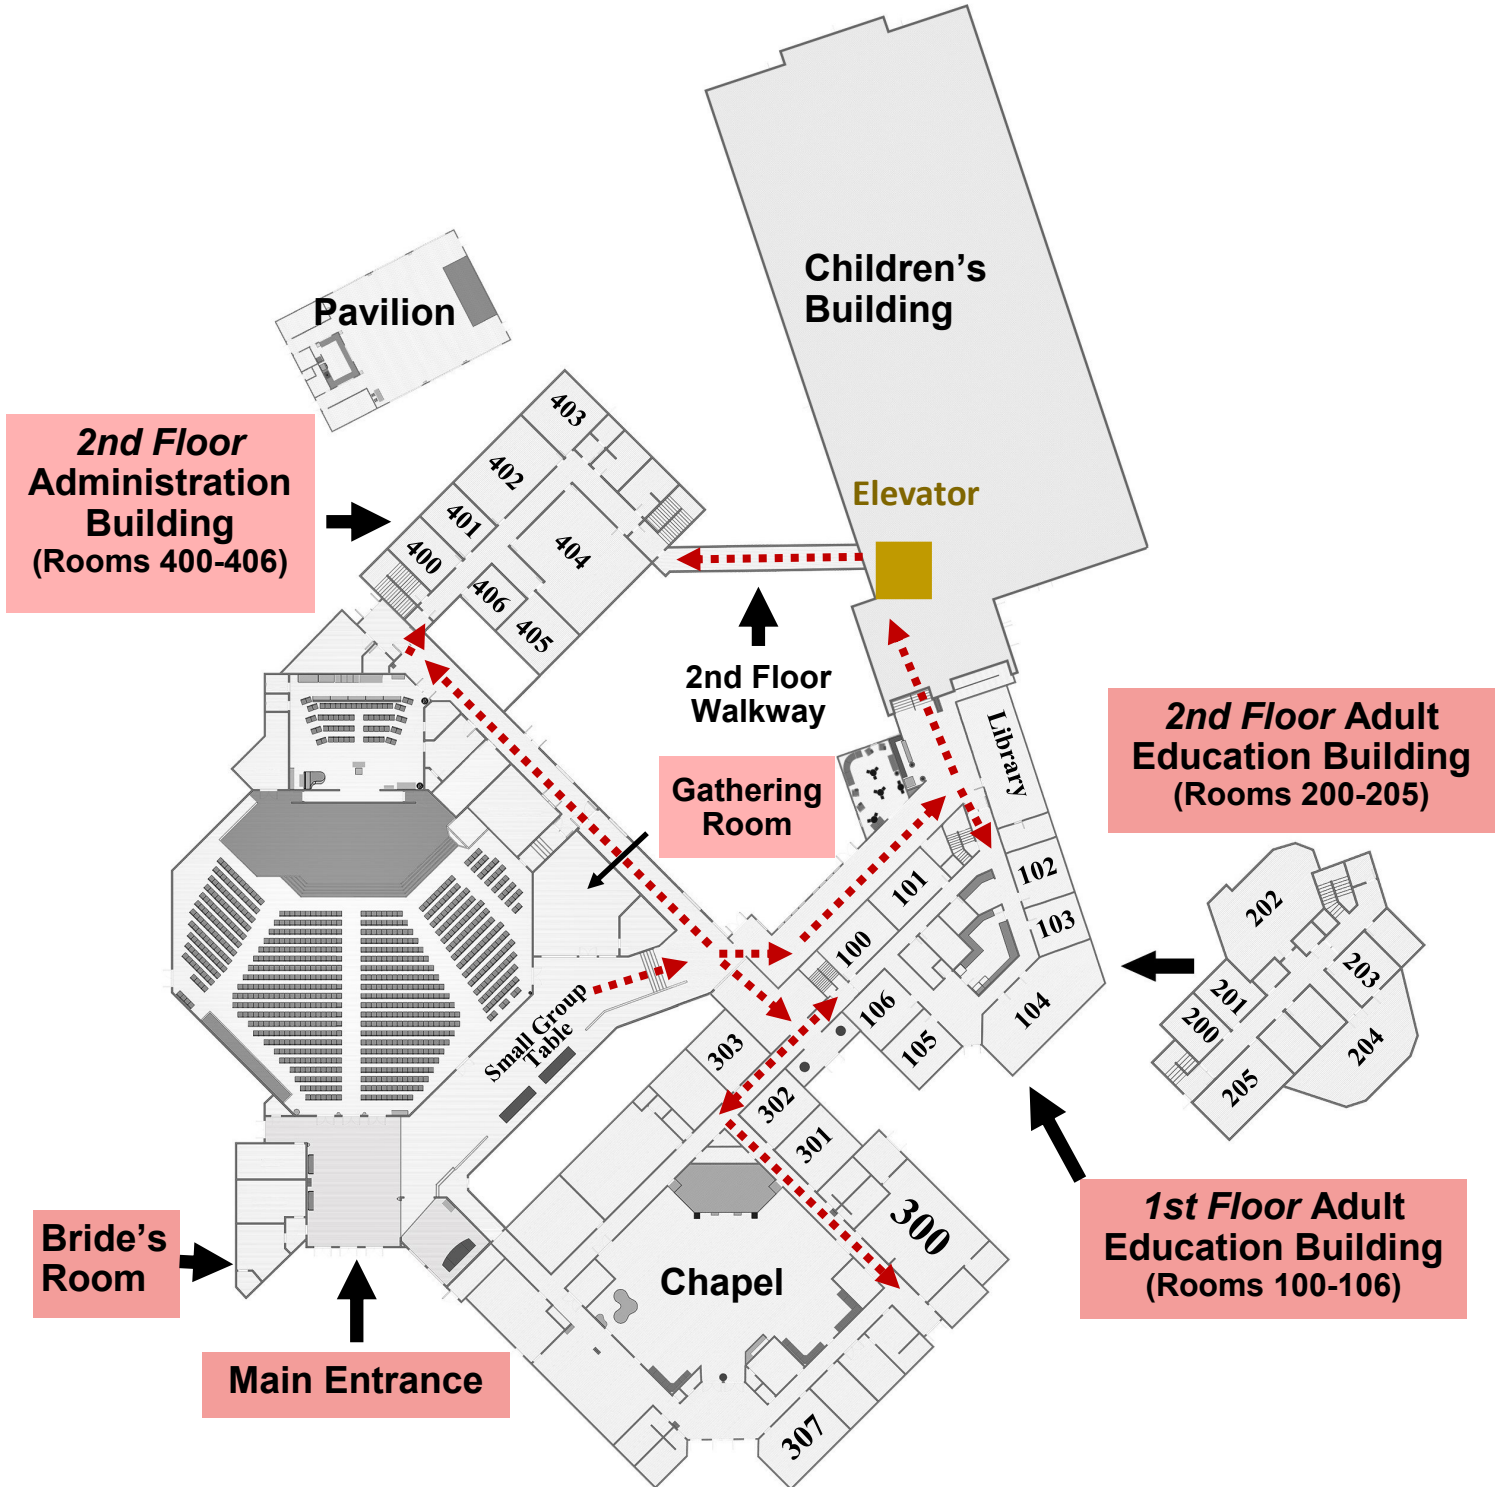 Children’s
Building
Pavilion
403
2nd Floor
Administration
Building
(Rooms 400-406)
402
401
400
404
406
405
Elevator
2nd Floor
Walkway
Library
2nd Floor Adult
Education Building
(Rooms 200-205)
Gathering
Room
101
102
103
100
106
105
104
202
203
201
200
204
205
Small Group
Table
303
302
301
300
Chapel
307
1st Floor Adult
Education Building
(Rooms 100-106)
Bride’s
Room
Main Entrance